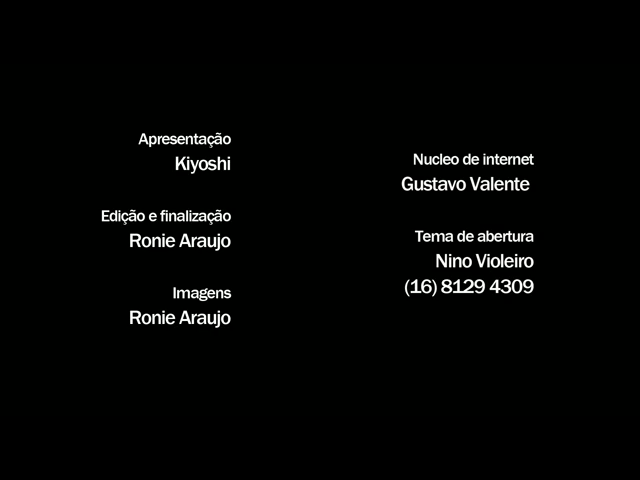 Apresentação
Kiyoshi
Edição e finalização
Ronie Araujo
Imagens
Ronie Araujo
Nucleo de internet
Gustavo Valente
Tema de abertura
Nino Violeiro
(16) 8129 4309